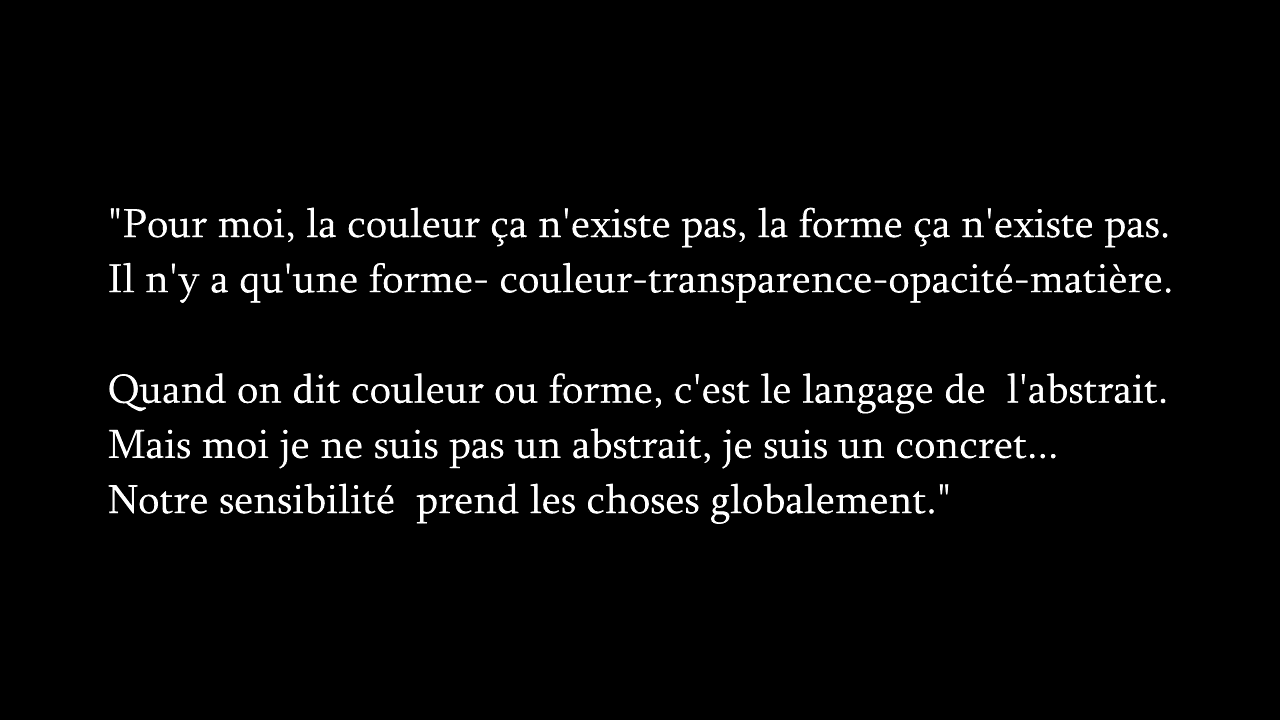 "Pour moi, la couleur ça n'existe pas, la forme ça n'existe pas.
Il n'y a qu'une forme- couleur-transparence-opacité-matière.
Quand on dit couleur ou forme, c'est le langage de  l'abstrait.
Mais moi je ne suis pas un abstrait, je suis un concret...
Notre sensibilité  prend les choses globalement."